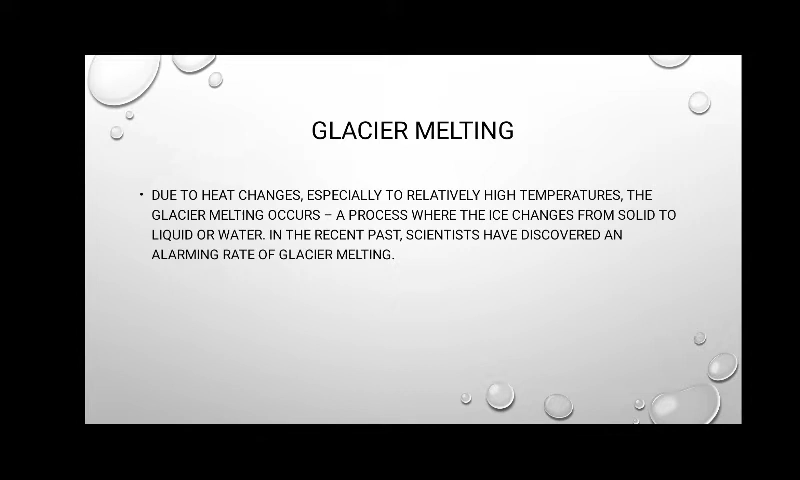 GLACIER MELTING
• DUE TO HEAT CHANGES, ESPECIALLY TO RELATIVELY HIGH TEMPERATURES, THE
GLACIER MELTING OCCURS – A PROCESS WHERE THE ICE CHANGES FROM SOLID TO
LIQUID OR WATER. IN THE RECENT PAST, SCIENTISTS HAVE DISCOVERED AN
ALARMING RATE OF GLACIER MELTING.